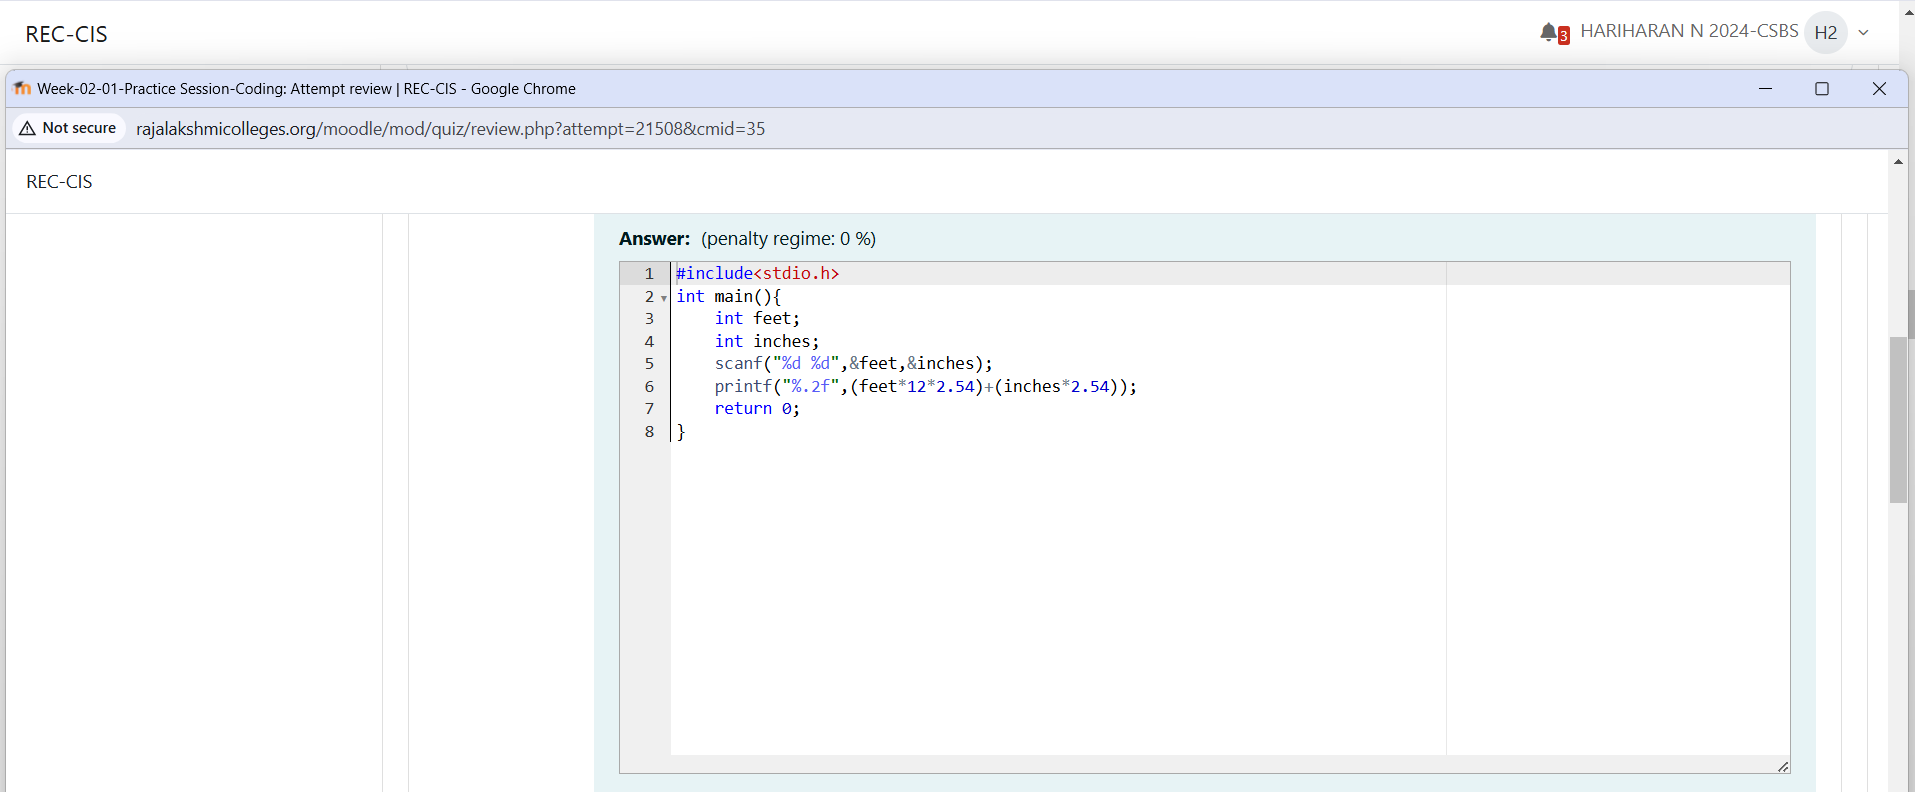 REC-CIS
3 HARIHARAN N 2024-CSBS H2
Week-02-01-Practice Session-Coding: Attempt review | REC-CIS - Google Chrome
Not secure rajalakshmicolleges.org/moodle/mod/quiz/review.php?attempt=21508&cmid=35
REC-CIS
Answer: (penalty regime: 0 %)
1 #include<stdio.h>
2 int main(){
3     int feet;
4     int inches;
5     scanf("%d %d",&feet,&inches);
6     printf("%.2f",(feet*12*2.54)+(inches*2.54));
7     return 0;
8 }